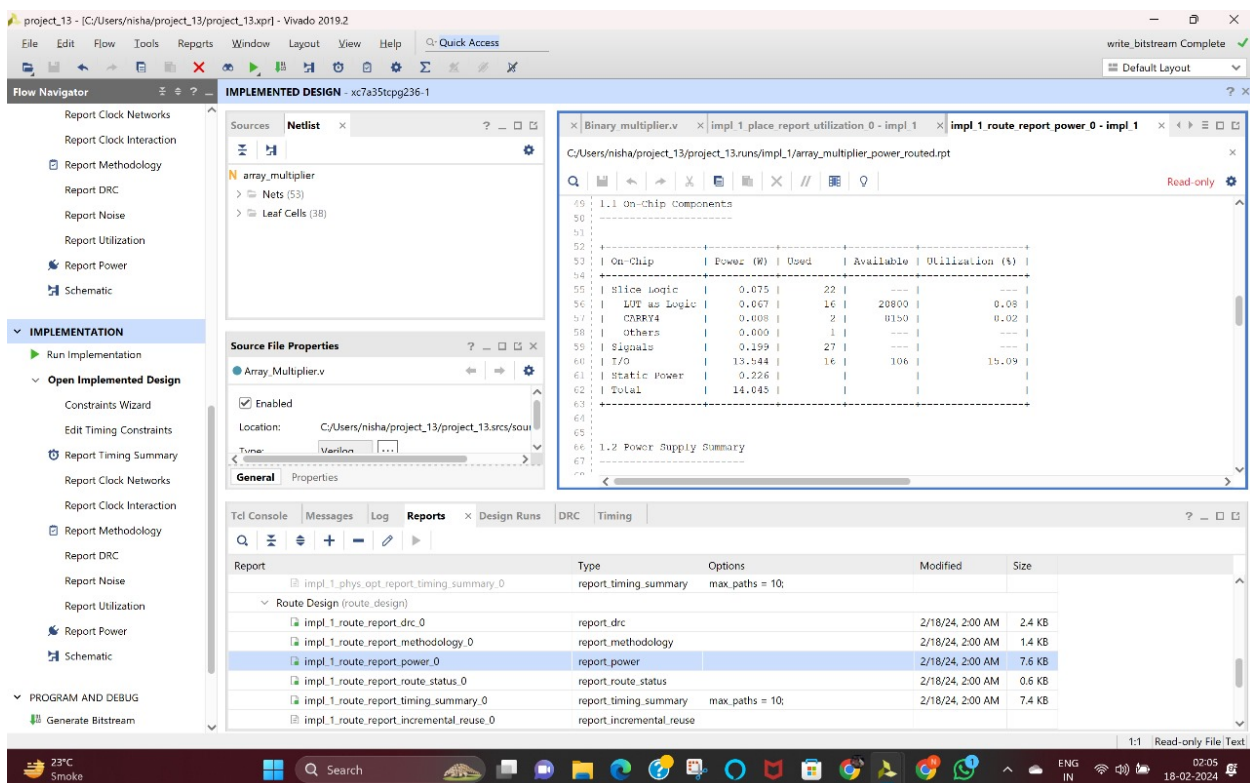 project_13 - [C:/Users/nisha/project_13/project_13.xpr] - Vivado 2019.2
File Edit Flow Tools Reports Window Layout View Help Quick Access
write_bitstream Complete
Default Layout
Flow Navigator
IMPLEMENTED DESIGN - xc7a35tcpg236-1
Report Clock Networks
Report Clock Interaction
Report Methodology
Report DRC
Report Noise
Report Utilization
Report Power
Schematic
IMPLEMENTATION
Run Implementation
Open Implemented Design
Constraints Wizard
Edit Timing Constraints
Report Timing Summary
Report Clock Networks
Report Clock Interaction
Report Methodology
Report DRC
Report Noise
Report Utilization
Report Power
Schematic
PROGRAM AND DEBUG
Generate Bitstream
Sources Netlist
N array_multiplier
Nets (53)
Leaf Cells (38)
Source File Properties
Array_Multiplier.v
Enabled
Location: C:/Users/nisha/project_13/project_13.srcs/sour
Type: Verilog ...
General Properties
Binary_multiplier.v impl_1_place_report_utilization_0 - impl_1 impl_1_route_report_power_0 - impl_1
C:/Users/nisha/project_13/project_13.runs/impl_1/array_multiplier_power_routed.rpt
Read-only
49 1.1 On-Chip Components
50 ----------------------
51
52 +----------------+-----------+----------+-----------+-----------------+
53 | On-Chip | Power (W) | Used | Available | Utilization (%) |
54 +----------------+-----------+----------+-----------+-----------------+
55 | Slice Logic | 0.075 | 22 | --- | --- |
56 | LUT as Logic | 0.067 | 16 | 20800 | 0.08 |
57 | CARRY4 | 0.008 | 2 | 8150 | 0.02 |
58 | Others | 0.000 | 1 | --- | --- |
59 | Signals | 0.199 | 27 | --- | --- |
60 | I/O | 13.544 | 16 | 106 | 15.09 |
61 | Static Power | 0.226 | | | |
62 | Total | 14.045 | | | |
63 +----------------+-----------+----------+-----------+-----------------+
64
65
66 1.2 Power Supply Summary
67 ------------------------
Tcl Console Messages Log Reports Design Runs DRC Timing
Report Type Options Modified Size
impl_1_phys_opt_report_timing_summary_0 report_timing_summary max_paths = 10;
Route Design (route_design)
impl_1_route_report_drc_0 report_drc 2/18/24, 2:00 AM 2.4 KB
impl_1_route_report_methodology_0 report_methodology 2/18/24, 2:00 AM 1.4 KB
impl_1_route_report_power_0 report_power 2/18/24, 2:00 AM 7.6 KB
impl_1_route_report_route_status_0 report_route_status 2/18/24, 2:00 AM 0.6 KB
impl_1_route_report_timing_summary_0 report_timing_summary max_paths = 10; 2/18/24, 2:00 AM 7.4 KB
impl_1_route_report_incremental_reuse_0 report_incremental_reuse
1:1 Read-only File Text
23°C
Smoke
Search
ENG
IN
02:05
18-02-2024